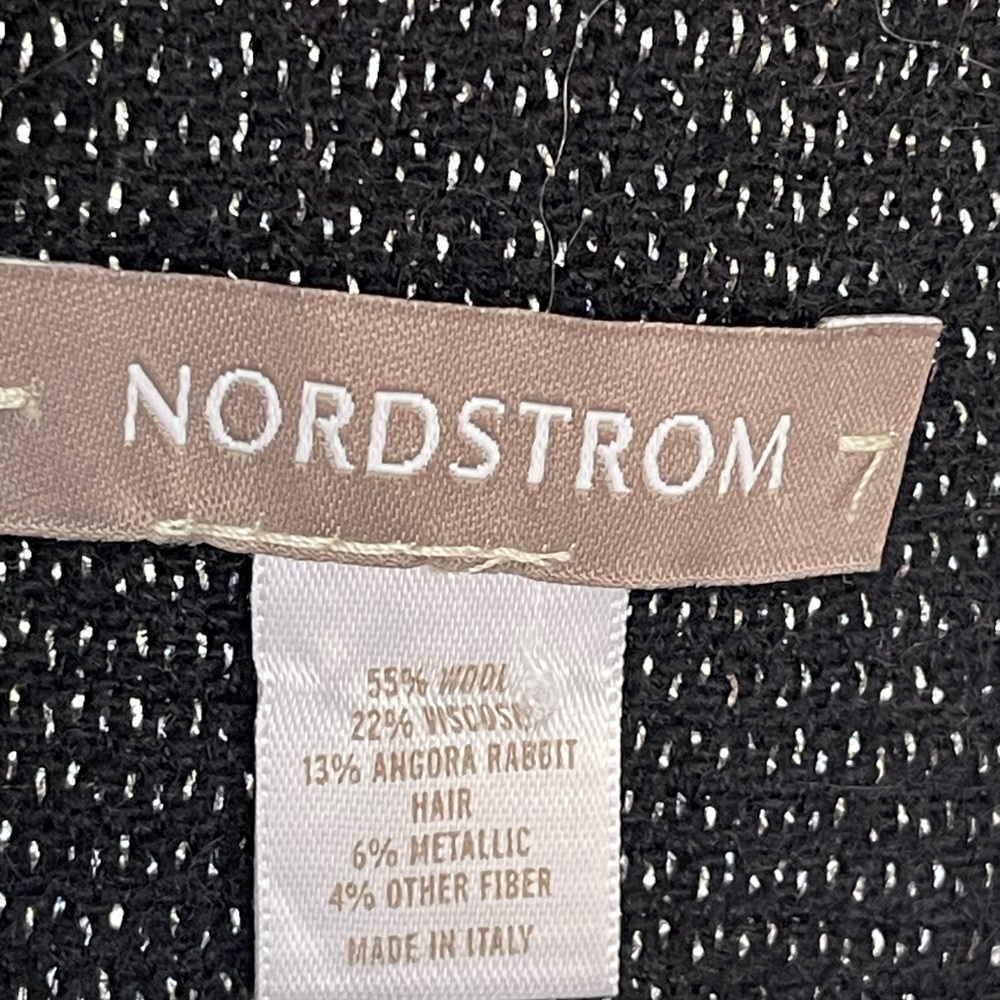 NORDSTROM
55% WOOL
22% VISCOSE
13% ANGORA RABBIT
HAIR
6% METALLIC
4% OTHER FIBER
MADE IN ITALY